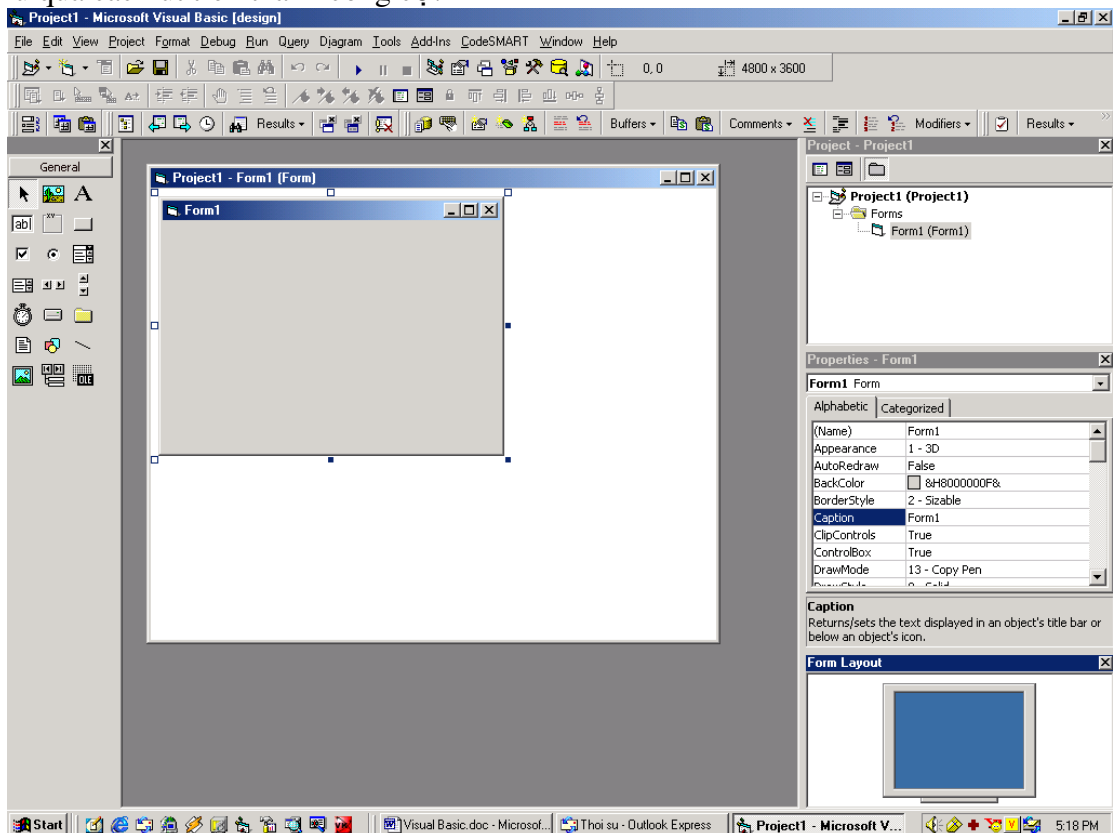 Project1 - Microsoft Visual Basic [design]
File Edit View Project Format Debug Run Query Diagram Tools Add-Ins CodeSMART Window Help
0, 0 4800 x 3600
Results Buffers Comments Modifiers Results
General
Project1 - Form1 (Form)
Form1
Project - Project1
Project1 (Project1)
Forms
Form1 (Form1)
Properties - Form1
Form1 Form
Alphabetic Categorized
(Name) Form1
Appearance 1 - 3D
AutoRedraw False
BackColor &H8000000F&
BorderStyle 2 - Sizable
Caption Form1
ClipControls True
ControlBox True
DrawMode 13 - Copy Pen
Caption
Returns/sets the text displayed in an object's title bar or
below an object's icon.
Form Layout
Start Visual Basic.doc - Microsof... Thoi su - Outlook Express Project1 - Microsoft V... 5:18 PM